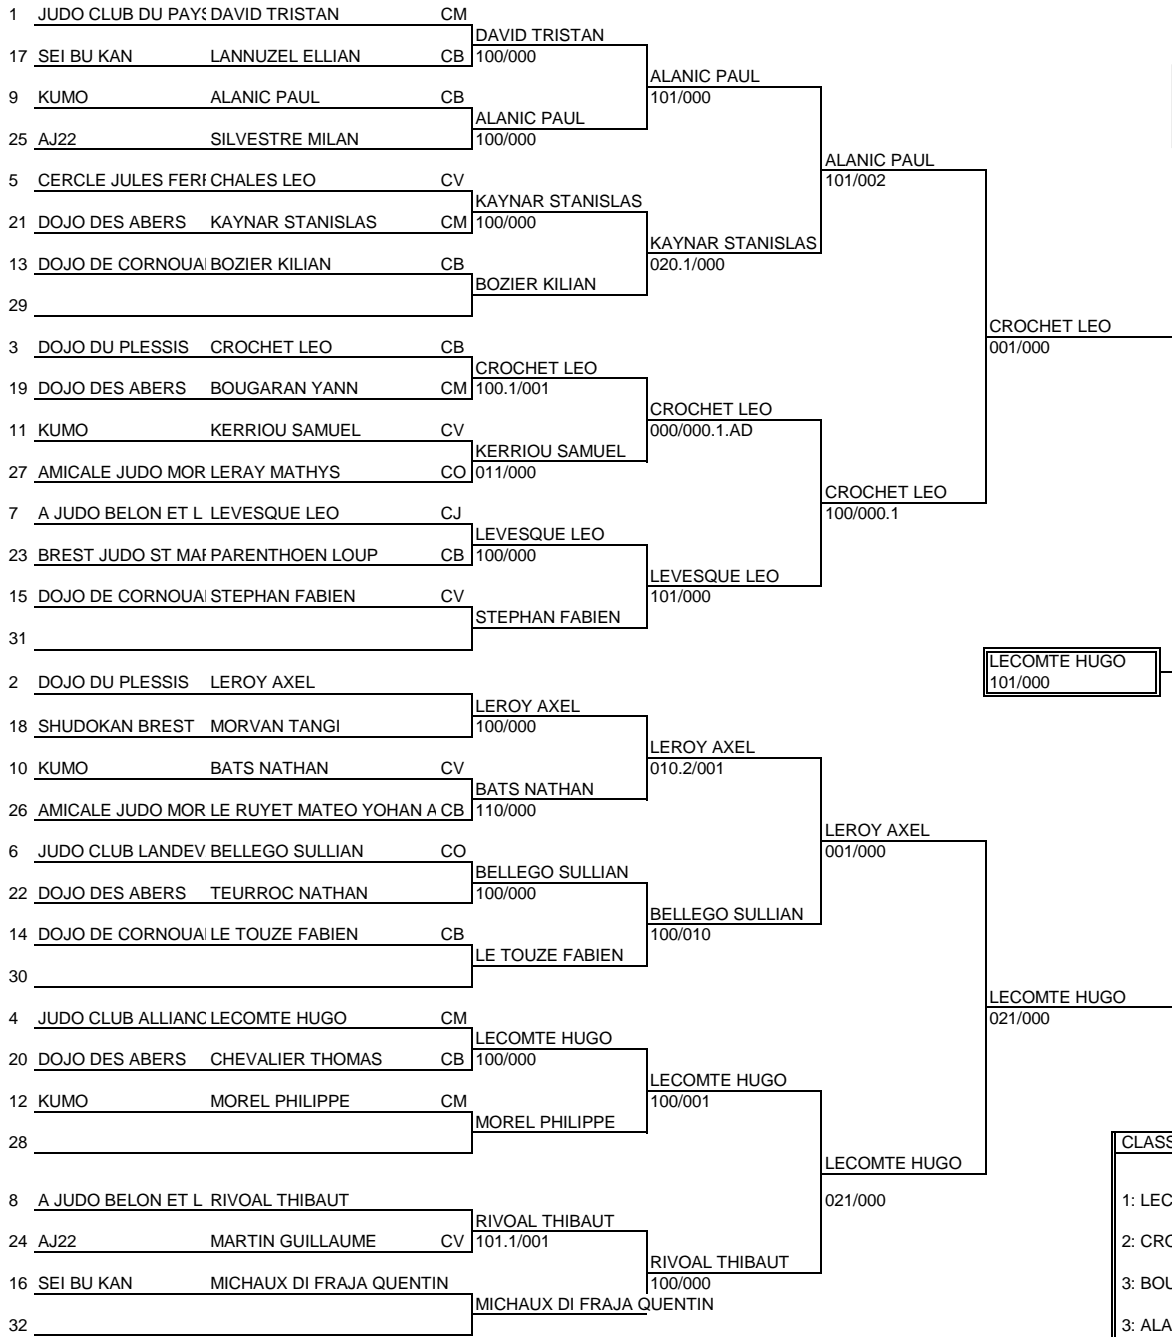 1 JUDO CLUB DU PAYS DAVID TRISTAN CM
DAVID TRISTAN
17 SEI BU KAN LANNUZEL ELLIAN CB 100/000
ALANIC PAUL
9 KUMO ALANIC PAUL CB 101/000
ALANIC PAUL
25 AJ22 SILVESTRE MILAN 100/000
ALANIC PAUL
5 CERCLE JULES FERR CHALES LEO CV 101/002
KAYNAR STANISLAS
21 DOJO DES ABERS KAYNAR STANISLAS CM 100/000
KAYNAR STANISLAS
13 DOJO DE CORNOUAI BOZIER KILIAN CB 020.1/000
BOZIER KILIAN
29
CROCHET LEO
3 DOJO DU PLESSIS CROCHET LEO CB 001/000
CROCHET LEO
19 DOJO DES ABERS BOUGARAN YANN CM 100.1/001
CROCHET LEO
11 KUMO KERRIOU SAMUEL CV 000/000.1.AD
KERRIOU SAMUEL
27 AMICALE JUDO MOR LERAY MATHYS CO 011/000
CROCHET LEO
7 A JUDO BELON ET L LEVESQUE LEO CJ 100/000.1
LEVESQUE LEO
23 BREST JUDO ST MAR PARENTHOEN LOUP CB 100/000
LEVESQUE LEO
15 DOJO DE CORNOUAI STEPHAN FABIEN CV 101/000
STEPHAN FABIEN
31
LECOMTE HUGO
2 DOJO DU PLESSIS LEROY AXEL 101/000
LEROY AXEL
18 SHUDOKAN BREST MORVAN TANGI 100/000
LEROY AXEL
10 KUMO BATS NATHAN CV 010.2/001
BATS NATHAN
26 AMICALE JUDO MOR LE RUYET MATEO YOHAN A CB 110/000
LEROY AXEL
6 JUDO CLUB LANDEV BELLEGO SULLIAN CO 001/000
BELLEGO SULLIAN
22 DOJO DES ABERS TEURROC NATHAN 100/000
BELLEGO SULLIAN
14 DOJO DE CORNOUAI LE TOUZE FABIEN CB 100/010
LE TOUZE FABIEN
30
LECOMTE HUGO
4 JUDO CLUB ALLIANC LECOMTE HUGO CM 021/000
LECOMTE HUGO
20 DOJO DES ABERS CHEVALIER THOMAS CB 100/000
LECOMTE HUGO
12 KUMO MOREL PHILIPPE CM 100/001
MOREL PHILIPPE
28 CLASS
LECOMTE HUGO
8 A JUDO BELON ET L RIVOAL THIBAUT 021/000 1: LEC
RIVOAL THIBAUT
24 AJ22 MARTIN GUILLAUME CV 101.1/001 2: CRO
RIVOAL THIBAUT
16 SEI BU KAN MICHAUX DI FRAJA QUENTIN 100/000 3: BOU
MICHAUX DI FRAJA QUENTIN
32 3: ALA